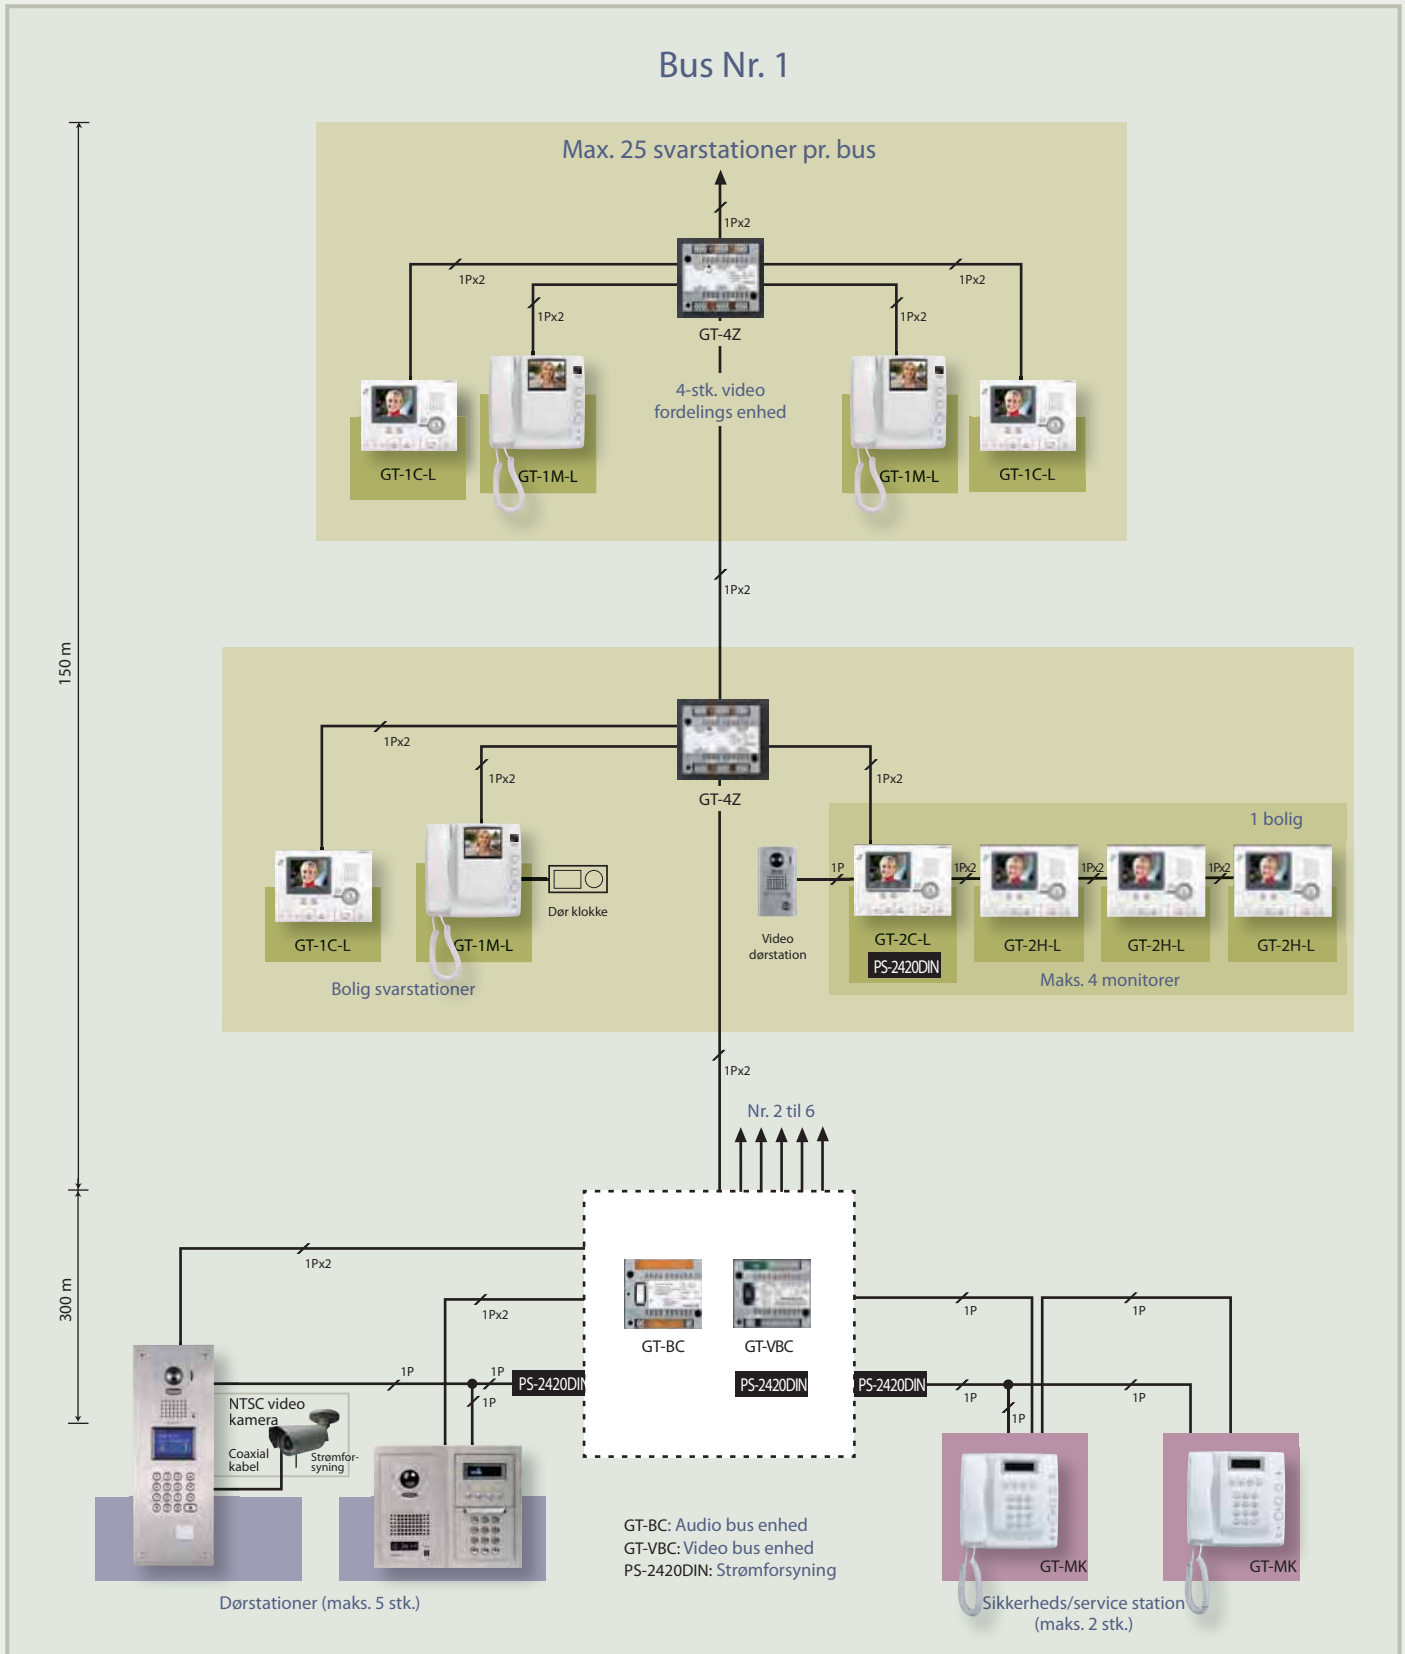 Bus Nr. 1
Max. 25 svarstationer pr. bus
1Px2
1Px2
1Px2
1Px2
1Px2
GT-4Z
4-stk. video
fordelings enhed
GT-1C-L
GT-1M-L
GT-1M-L
GT-1C-L
1Px2
150 m
1Px2
1Px2
1Px2
GT-4Z
1 bolig
1P
1Px2
1Px2
1Px2
Dør klokke
Video
dørstation
GT-1C-L
GT-1M-L
GT-2C-L
GT-2H-L
GT-2H-L
GT-2H-L
PS-2420DIN
Bolig svarstationer
Maks. 4 monitorer
1Px2
Nr. 2 til 6
300 m
1Px2
1Px2
1P
1P
GT-BC
GT-VBC
1P
1P
PS-2420DIN
PS-2420DIN
PS-2420DIN
1P
1P
1P
1P
NTSC video
kamera
Coaxial
kabel
Strømfor-
syning
GT-BC: Audio bus enhed
GT-VBC: Video bus enhed
PS-2420DIN: Strømforsyning
GT-MK
GT-MK
Dørstationer (maks. 5 stk.)
Sikkerheds/service station
(maks. 2 stk.)